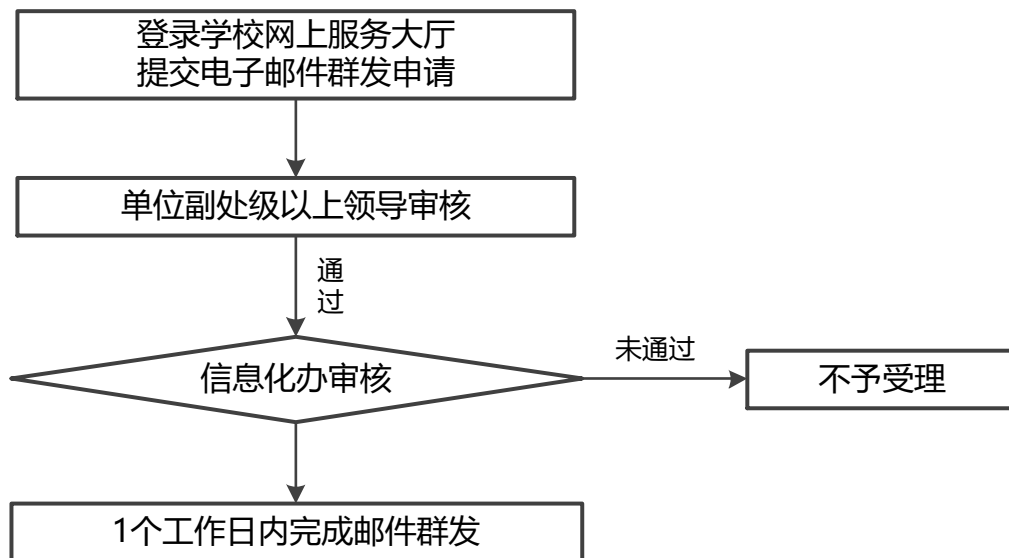 登录学校网上服务大厅
提交电子邮件群发申请
单位副处级以上领导审核
通
过
信息化办审核
未通过
不予受理
1个工作日内完成邮件群发